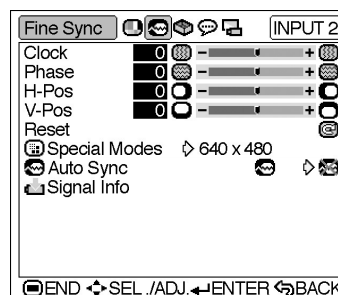 Fine Sync INPUT 2
Clock 0 - +
Phase 0 - +
H-Pos 0 - +
V-Pos 0 - +
Reset
Special Modes 640 x 480
Auto Sync
Signal Info
END SEL./ADJ. ENTER BACK